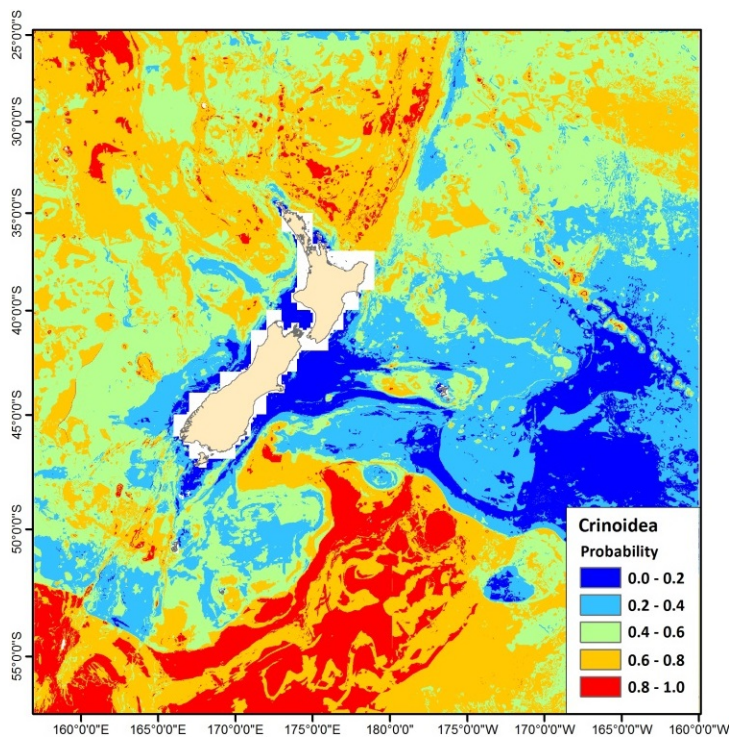 25°0'0"S
30°0'0"S
35°0'0"S
40°0'0"S
45°0'0"S
50°0'0"S
55°0'0"S
Crinoidea
Probability
0.0 - 0.2
0.2 - 0.4
0.4 - 0.6
0.6 - 0.8
0.8 - 1.0
160°0'0"E
165°0'0"E
170°0'0"E
175°0'0"E
180°0'0"
175°0'0"W
170°0'0"W
165°0'0"W
160°0'0"W